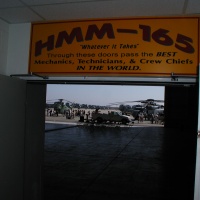 HMM-165
"Whatever It Takes"
Through these doors pass the BEST
Mechanics, Technicians, & Crew Chiefs
IN THE WORLD.